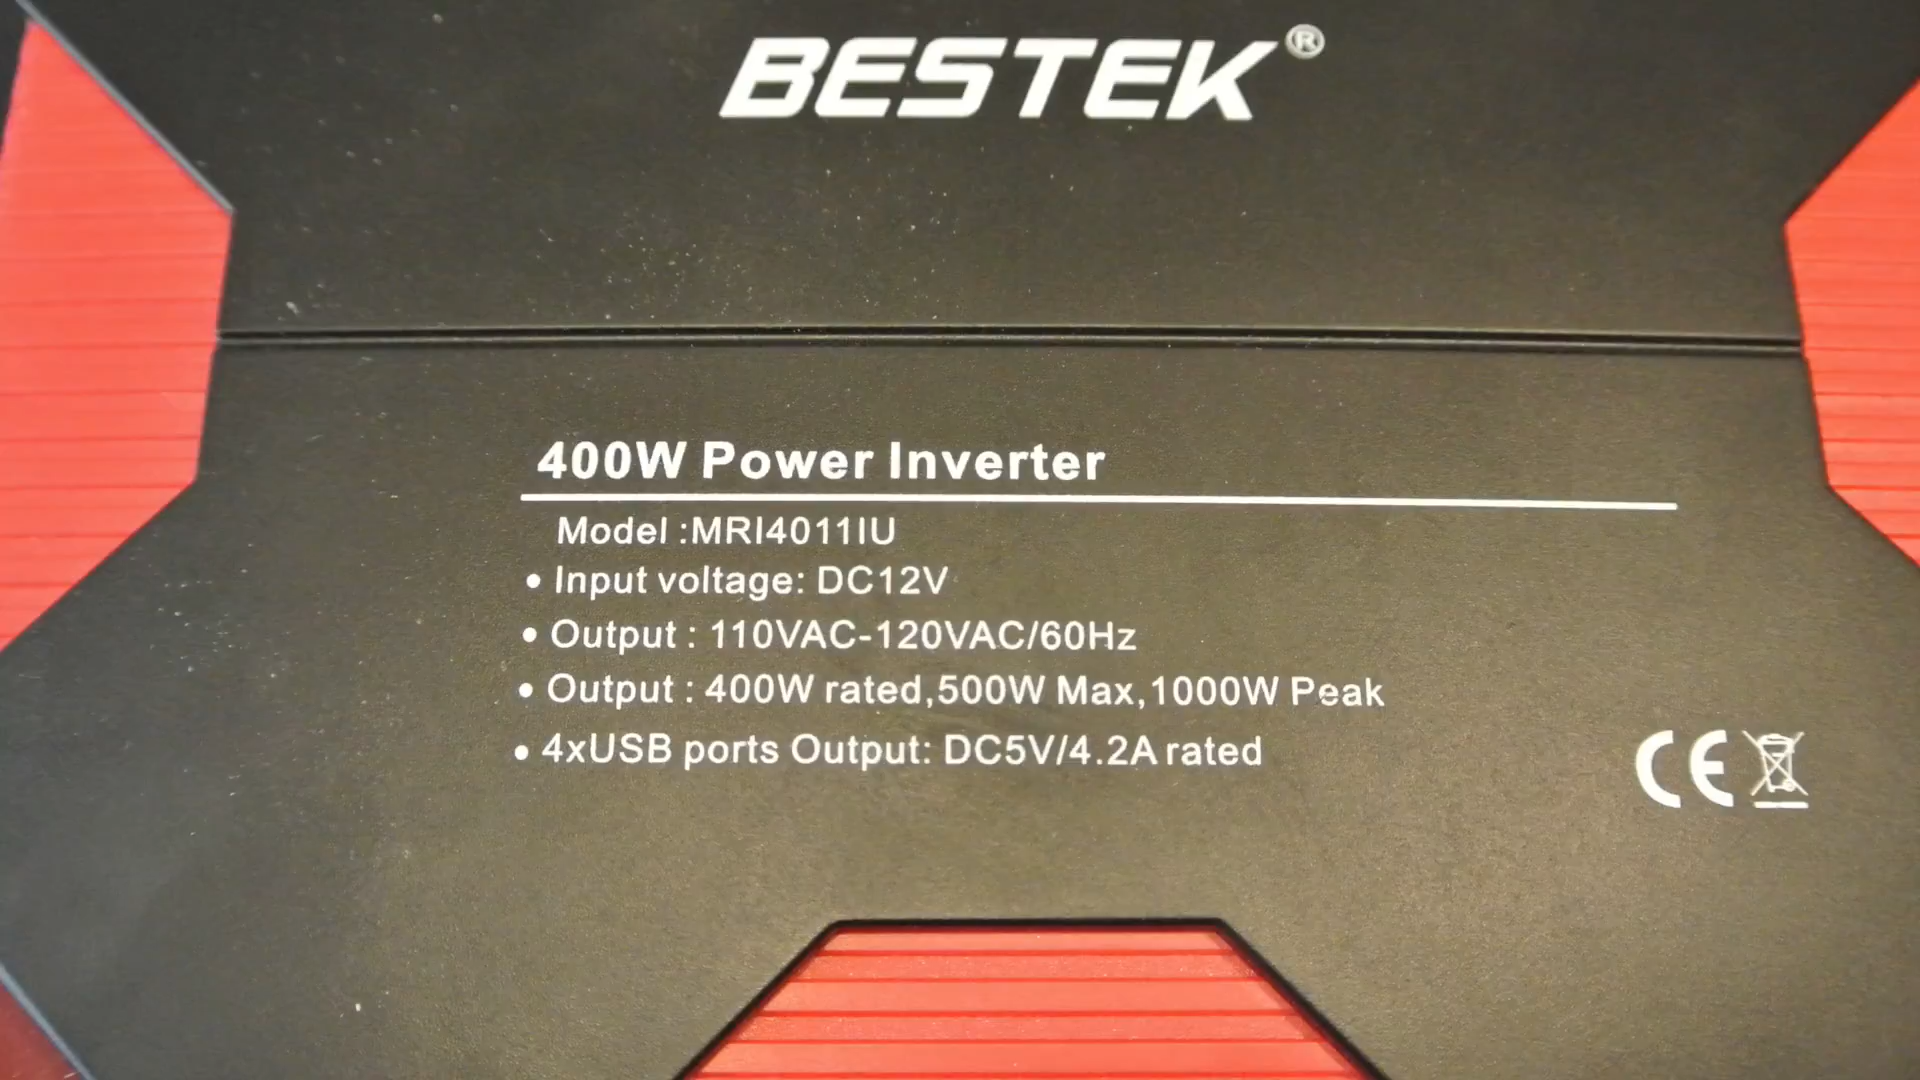 BESTEK®
400W Power Inverter
Model :MRI4011IU
• Input voltage: DC12V
• Output : 110VAC-120VAC/60Hz
• Output : 400W rated,500W Max,1000W Peak
• 4xUSB ports Output: DC5V/4.2A rated
CE